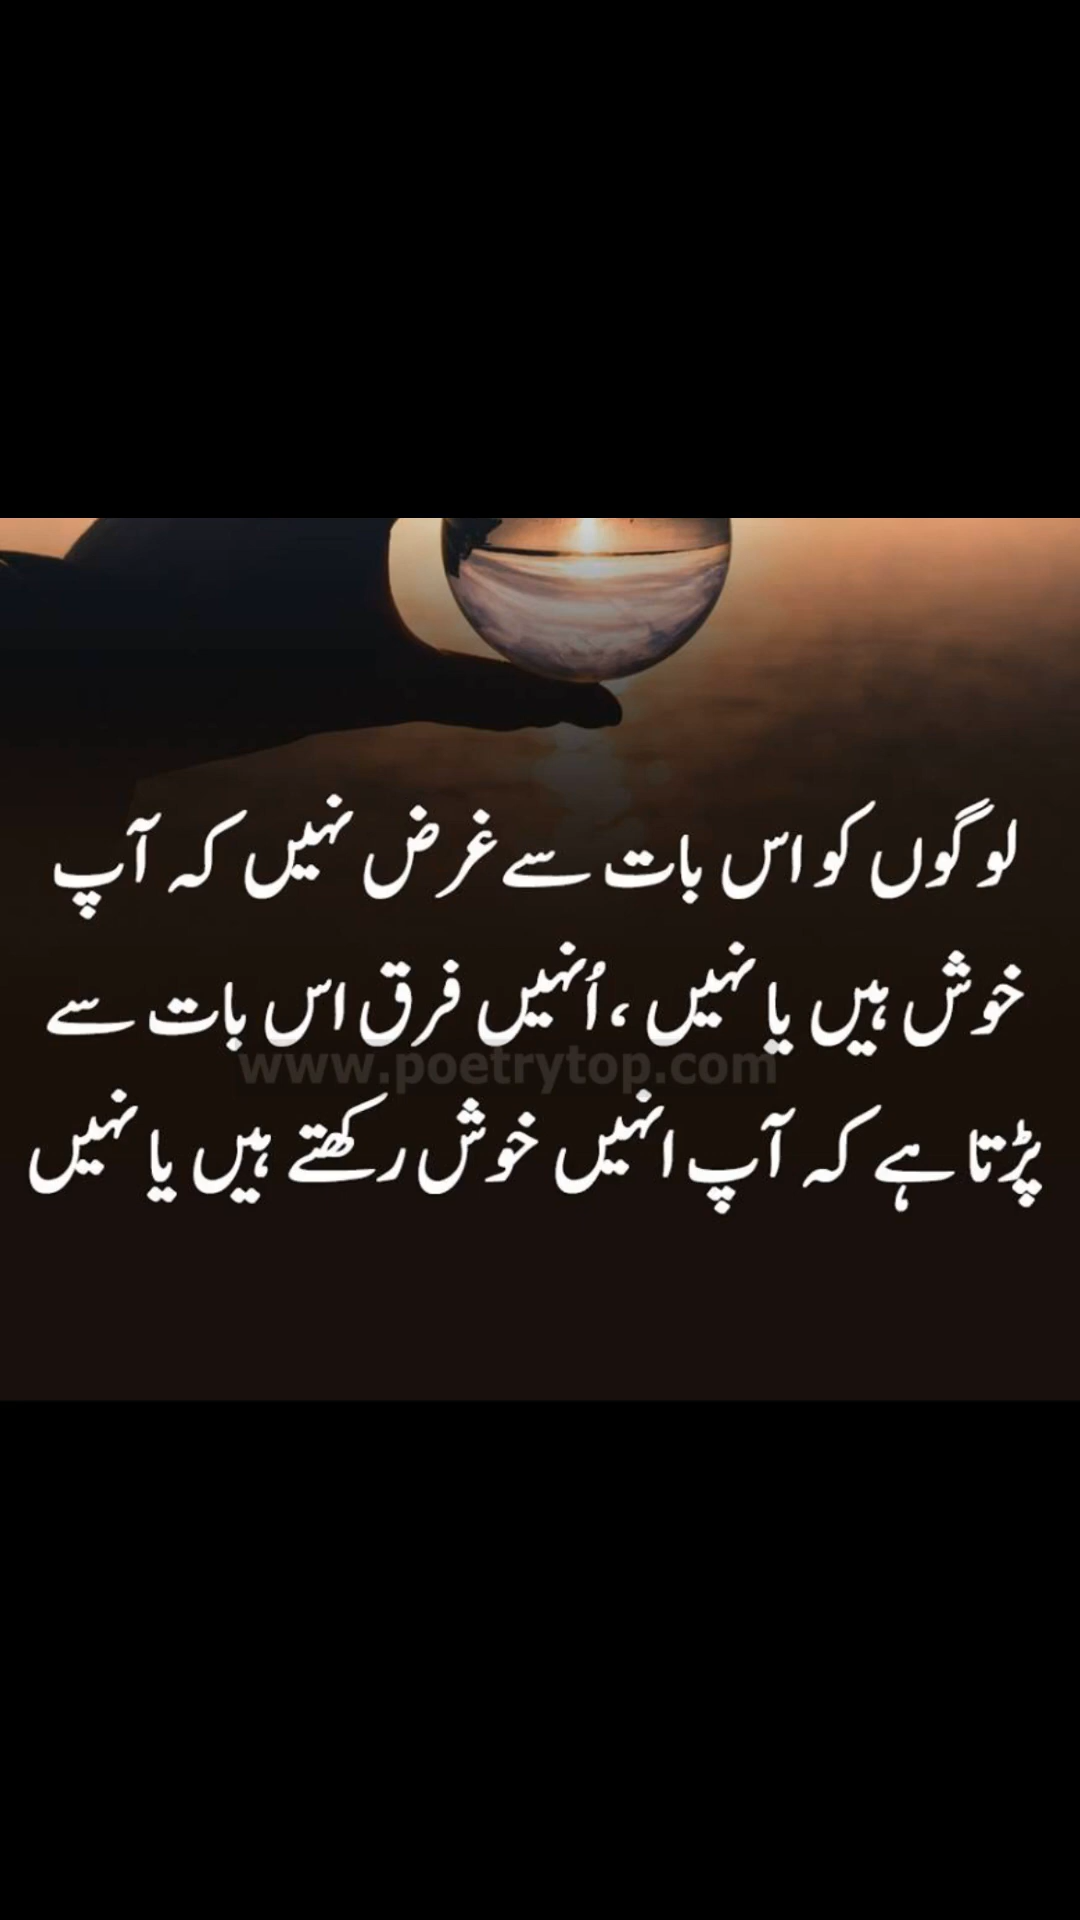 لوگوں کو اس بات سے غرض نہیں کہ آپ
خوش ہیں یا نہیں ، اُنہیں فرق اس بات سے
www.poetrytop.com
پڑتا ہے کہ آپ انہیں خوش رکھتے ہیں یا نہیں